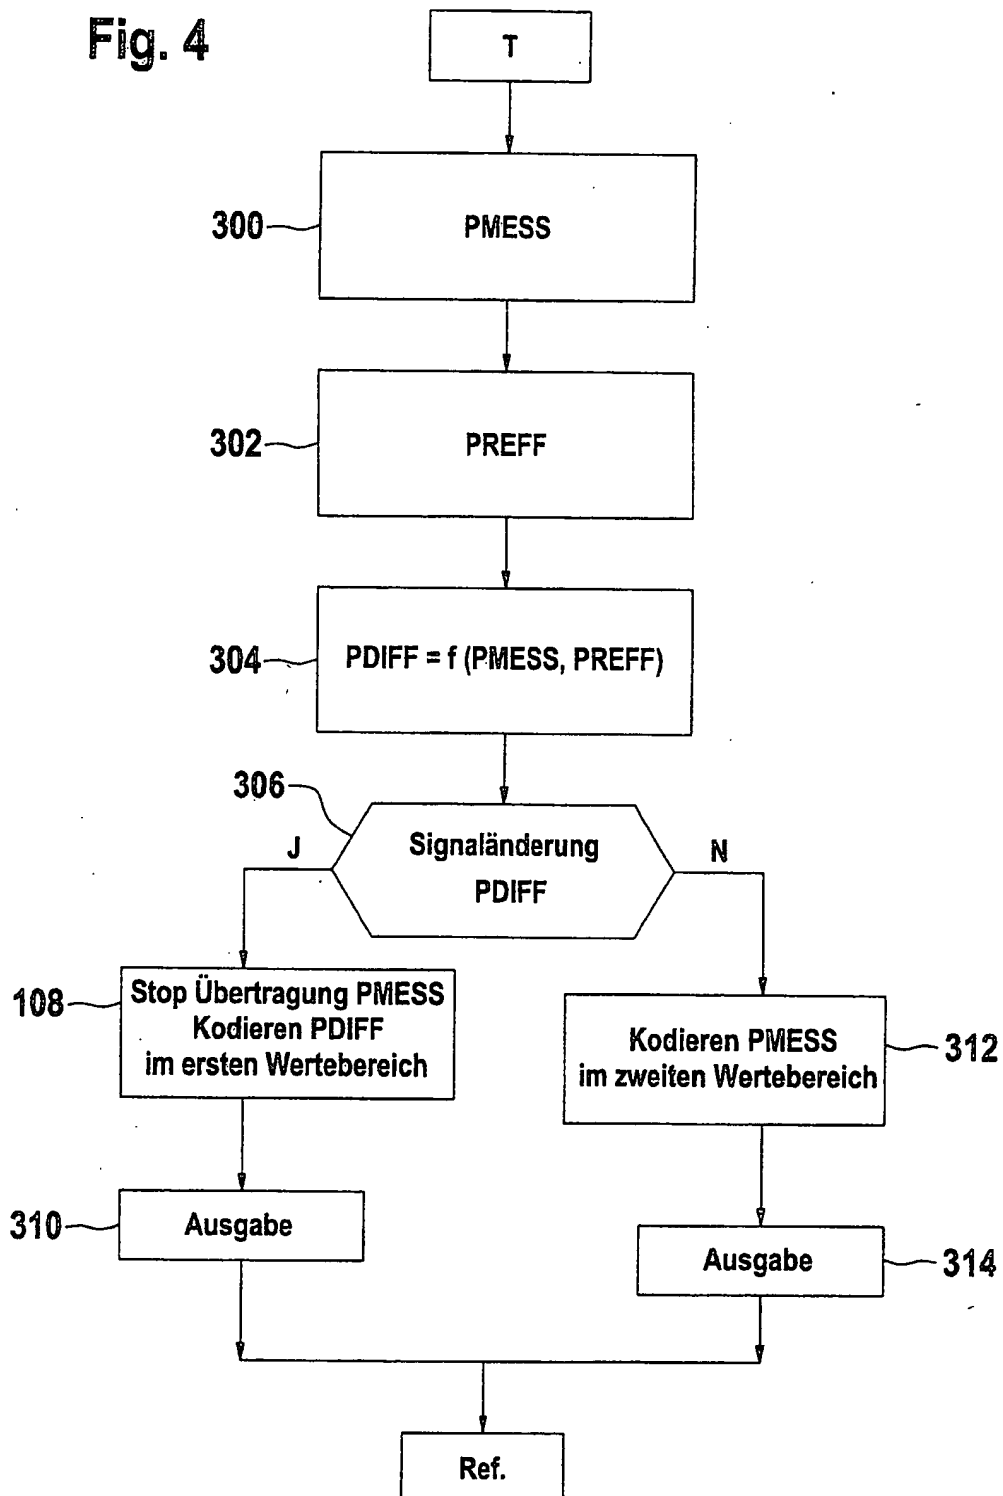 Fig. 4
T
300
PMESS
302
PREFF
304
PDIFF = f (PMESS, PREFF)
306
Signaländerung
PDIFF
J
N
108
Stop Übertragung PMESS
Kodieren PDIFF
im ersten Wertebereich
Kodieren PMESS
im zweiten Wertebereich
312
310
Ausgabe
Ausgabe
314
Ref.